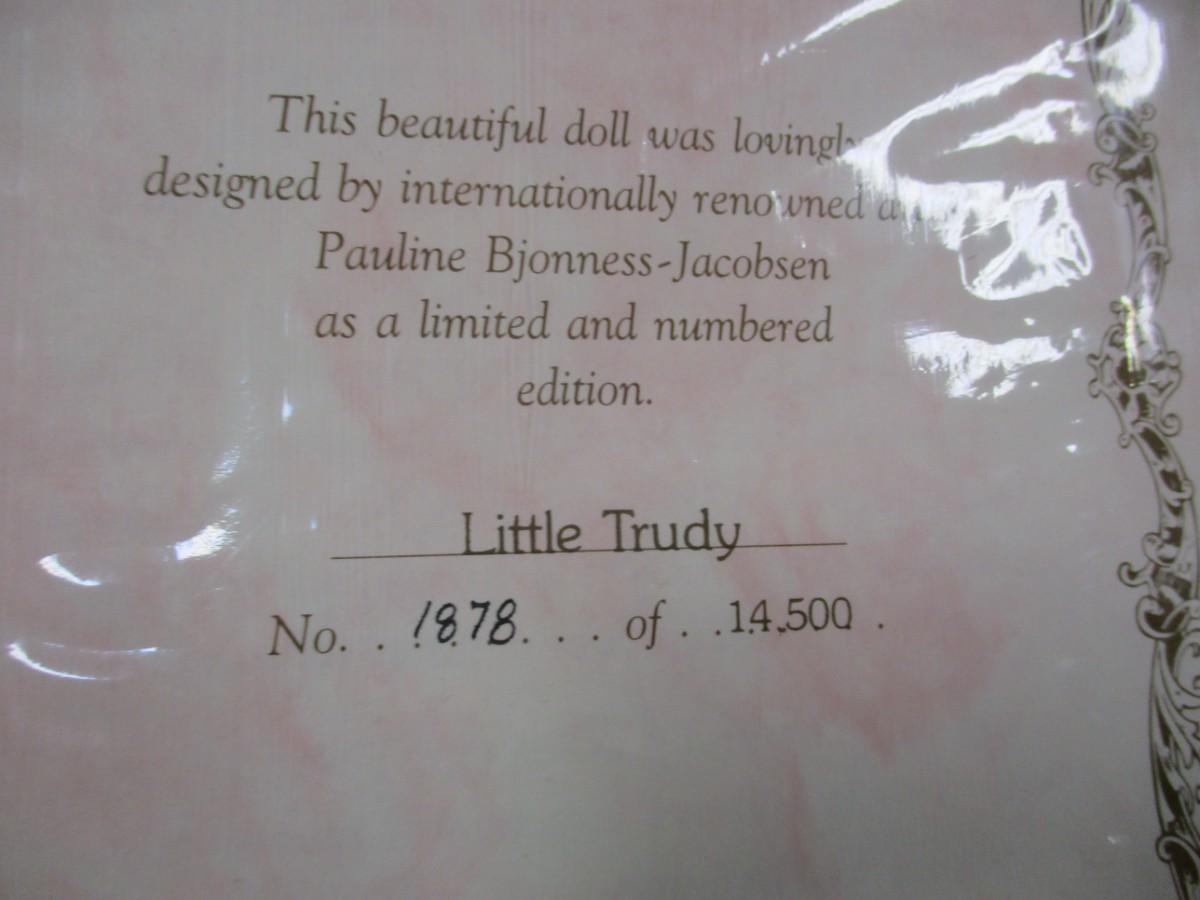 This beautiful doll was lovingly
designed by internationally renowned
Pauline Bjonness-Jacobsen
as a limited and numbered
edition.
Little Trudy
No. . 1878. . . of . .14,500 .